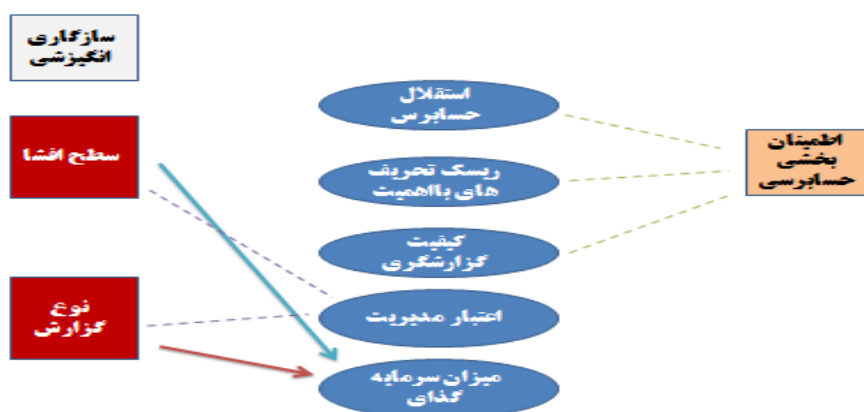 سازگاری
انگیزشی
سطح افشا
نوع
گزارش
استقلال
حسابرس
ریسک تحریف
های بااهمیت
کیفیت
گزارشگری
اعتبار مدیریت
میزان سرمایه
گذای
اطمینان
بخشی
حسابرسی